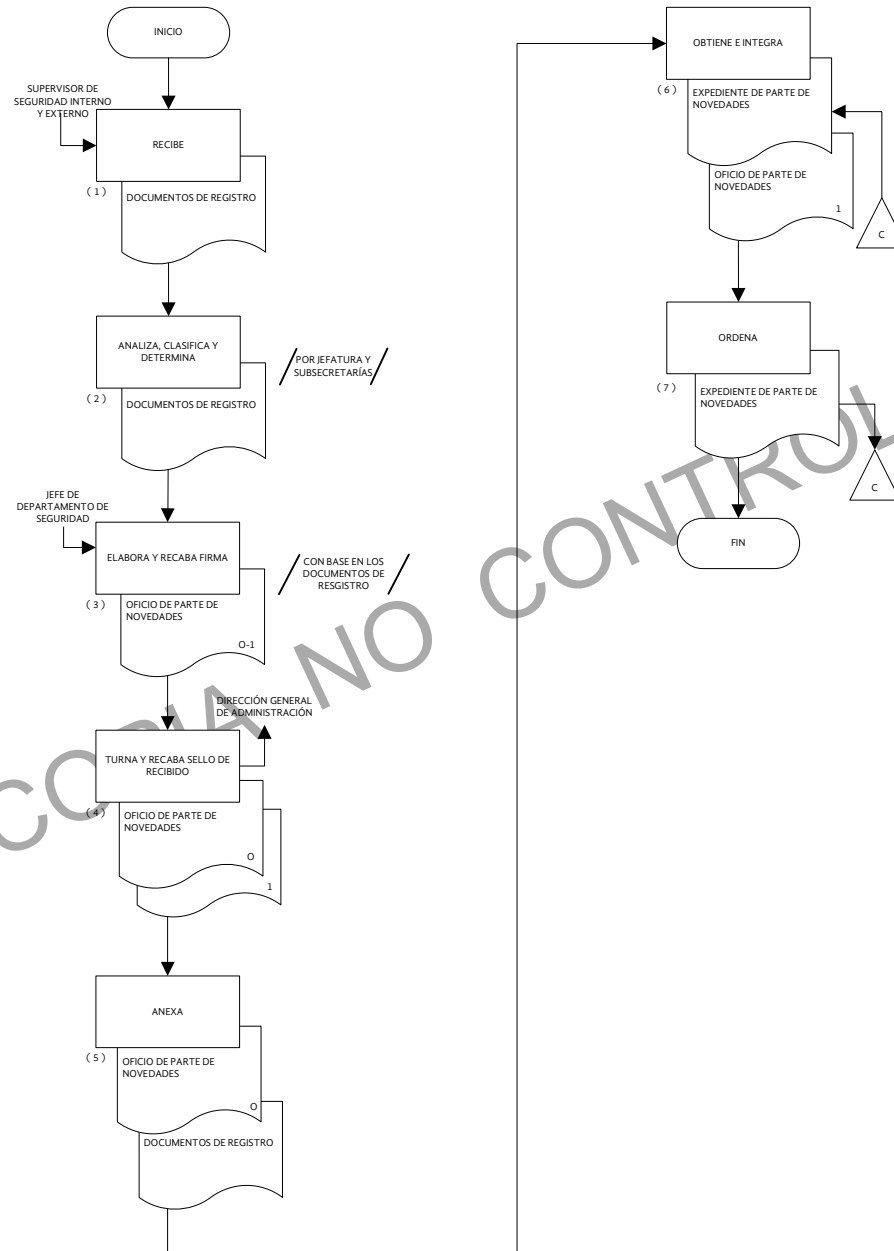 INICIO
SUPERVISOR DE
SEGURIDAD INTERNO
Y EXTERNO
RECIBE
( 1 )
DOCUMENTOS DE REGISTRO
ANALIZA, CLASIFICA Y
DETERMINA
POR JEFATURA Y
SUBSECRETARÍAS
( 2 )
DOCUMENTOS DE REGISTRO
JEFE DE
DEPARTAMENTO DE
SEGURIDAD
ELABORA Y RECABA FIRMA
CON BASE EN LOS
DOCUMENTOS DE
RESGISTRO
( 3 )
OFICIO DE PARTE DE
NOVEDADES
O-1
DIRECCIÓN GENERAL
DE ADMINISTRACIÓN
TURNA Y RECABA SELLO DE
RECIBIDO
( 4 )
OFICIO DE PARTE DE
NOVEDADES
O
1
ANEXA
( 5 )
OFICIO DE PARTE DE
NOVEDADES
O
DOCUMENTOS DE REGISTRO
OBTIENE E INTEGRA
( 6 )
EXPEDIENTE DE PARTE DE
NOVEDADES
OFICIO DE PARTE DE
NOVEDADES
1
C
ORDENA
( 7 )
EXPEDIENTE DE PARTE DE
NOVEDADES
C
FIN
COPIA NO CONTROL